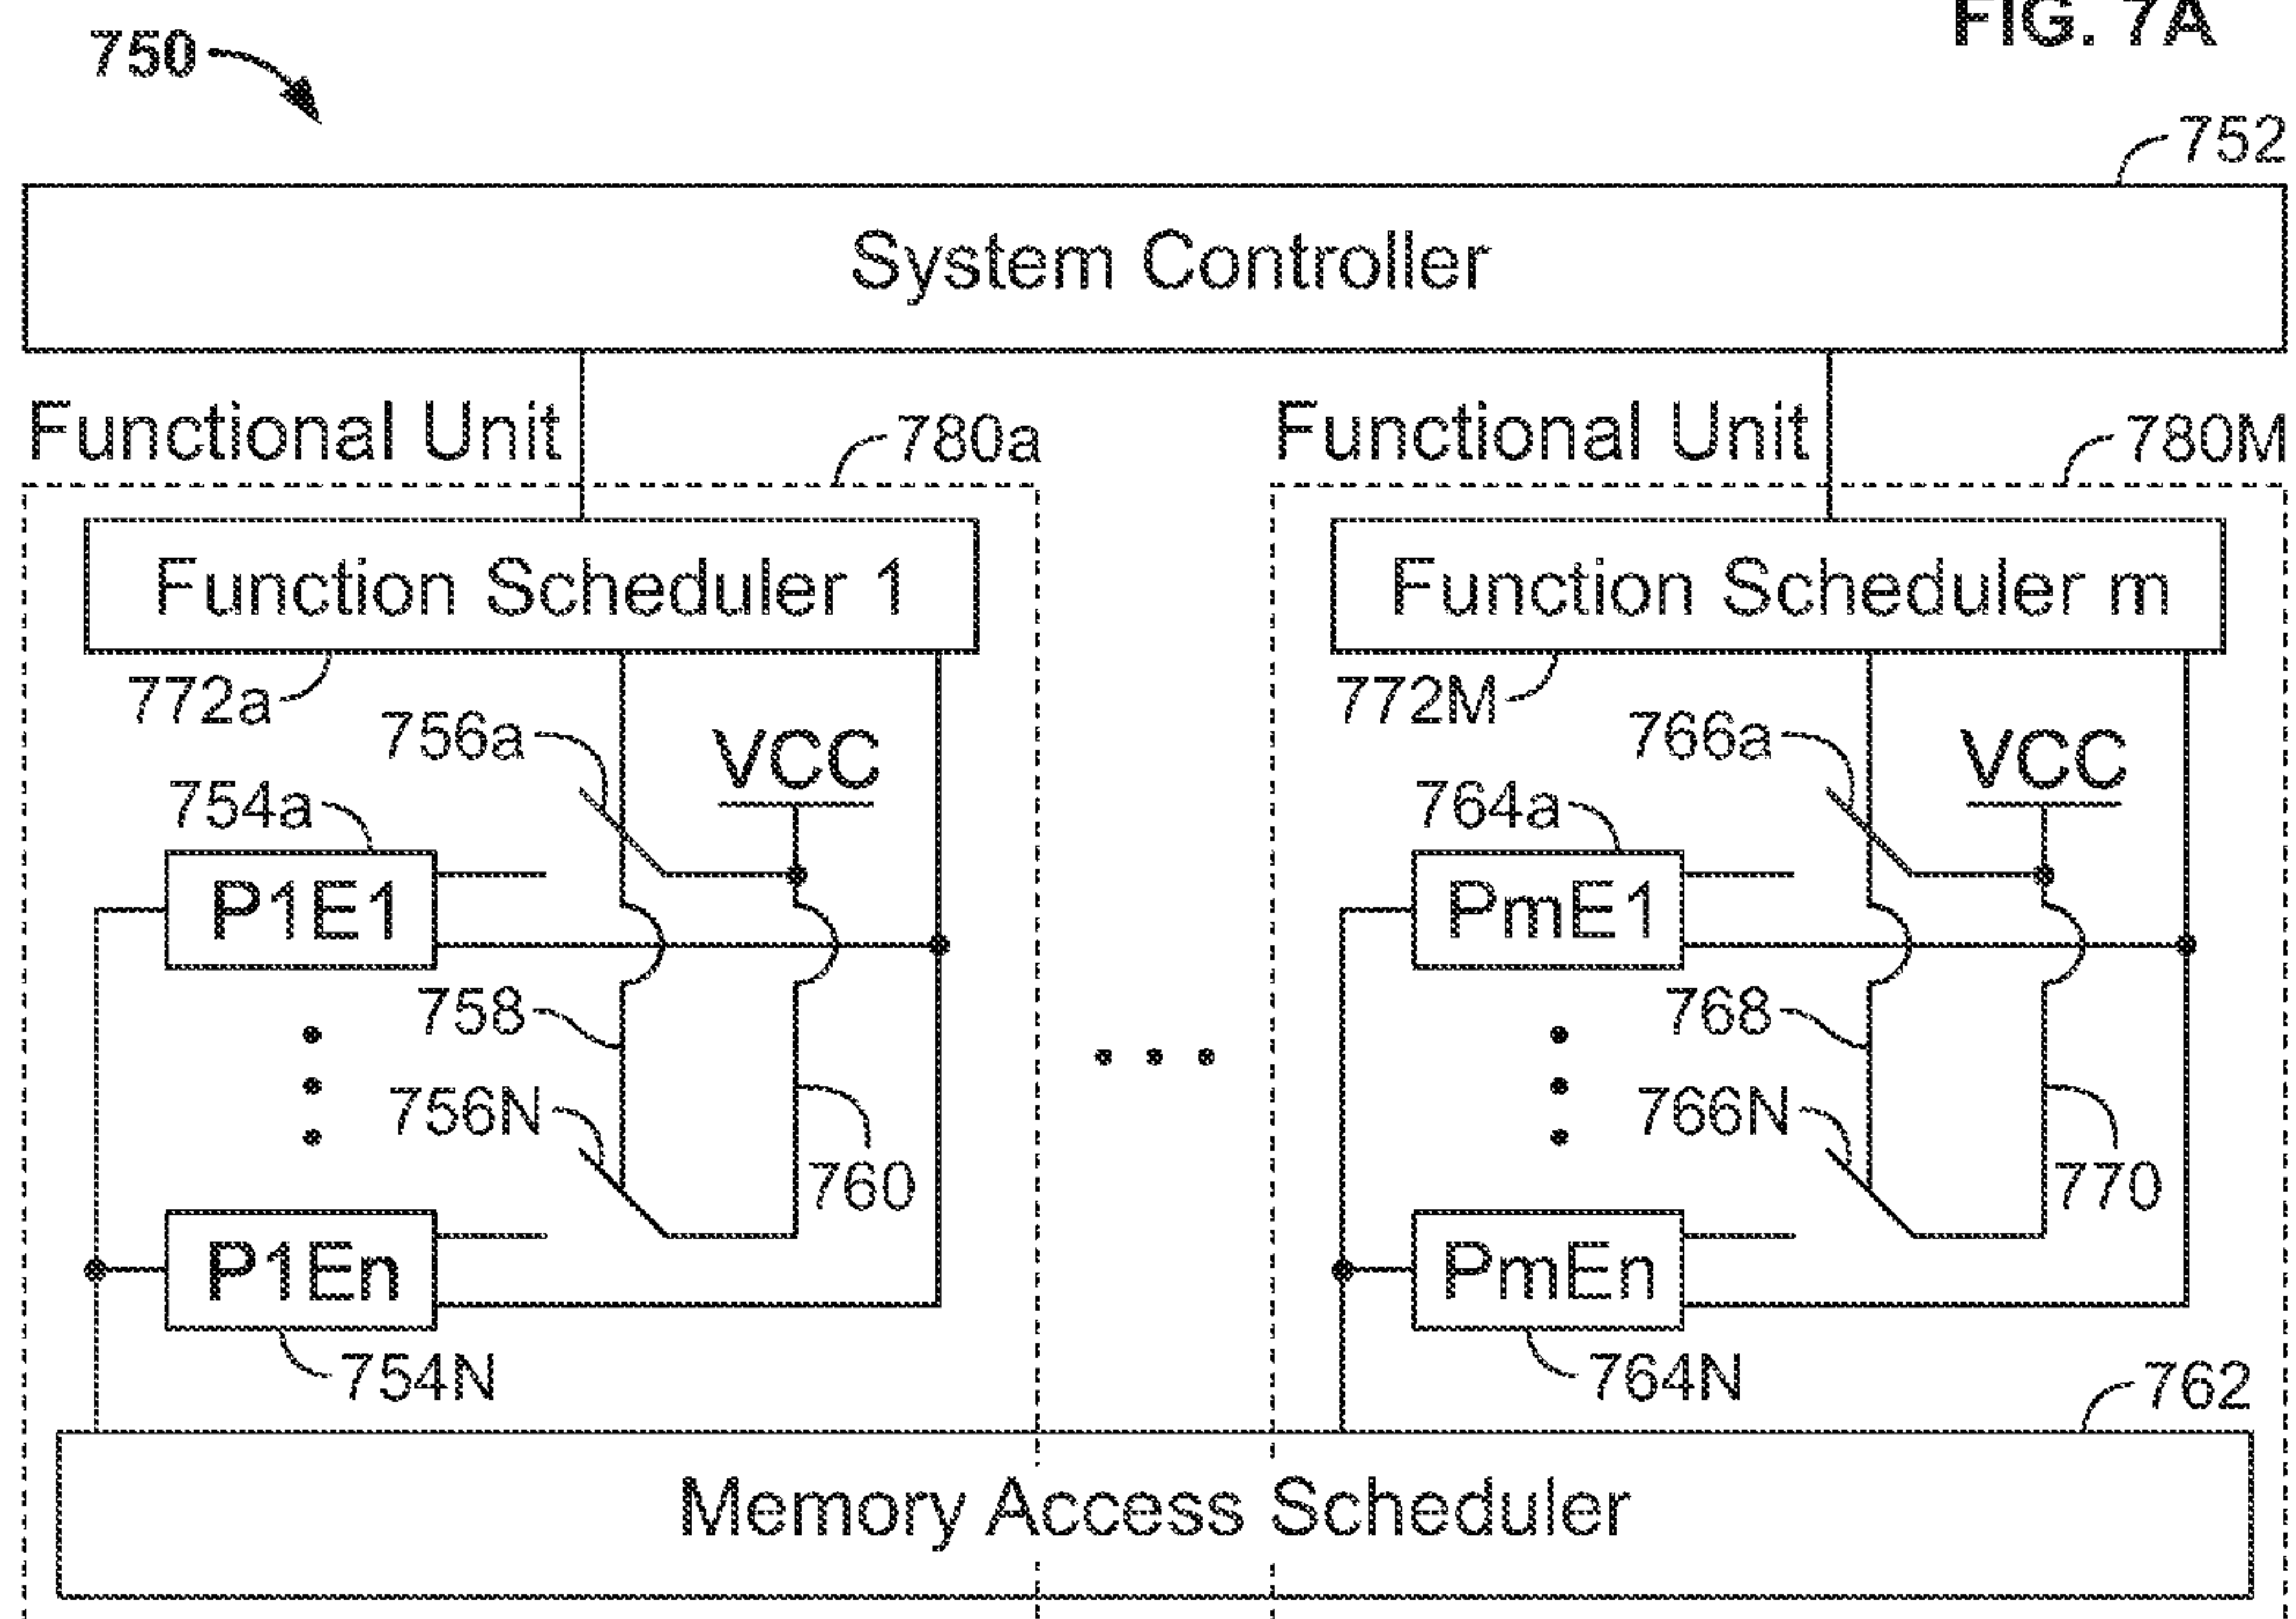 FIG. 7A
750
752
System Controller
Functional Unit
780a
Functional Unit
780M
Function Scheduler 1
Function Scheduler m
772a
772M
756a
VCC
766a
VCC
754a
764a
P1E1
PmE1
758
768
756N
766N
760
770
P1En
PmEn
754N
764N
762
Memory Access Scheduler